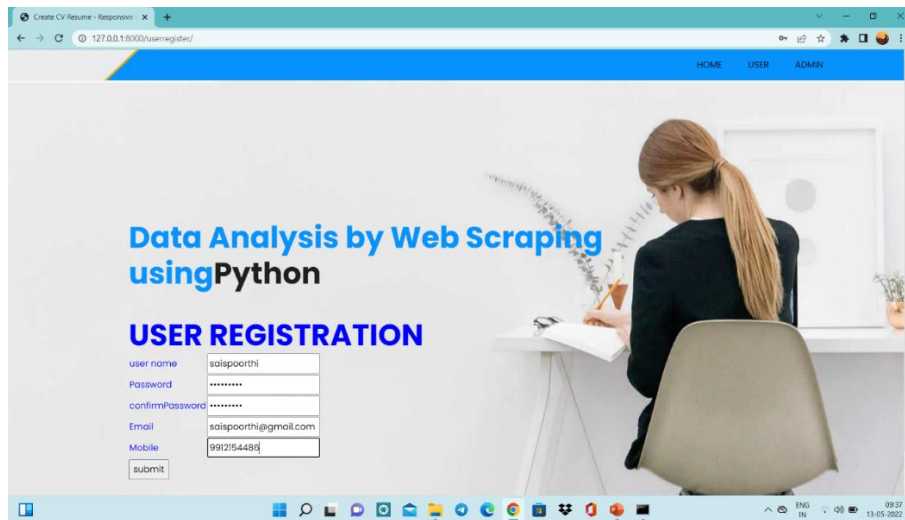 Create CV Resume - Responsive
127.0.0.1:8000/userregister/
HOME USER ADMIN
Data Analysis by Web Scraping
usingPython
USER REGISTRATION
user name saispoorthi
Password •••••••••
confirmPassword •••••••••
Email saispoorthi@gmail.com
Mobile 9912154486
submit
ENG
IN
09:37
13-05-2022